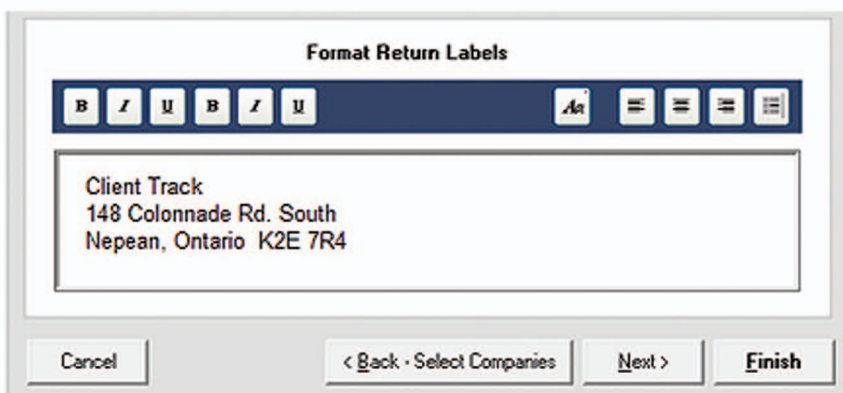 Format Return Labels
B I U B I U Aa
Client Track
148 Colonnade Rd. South
Nepean, Ontario  K2E 7R4
Cancel < Back - Select Companies Next > Finish